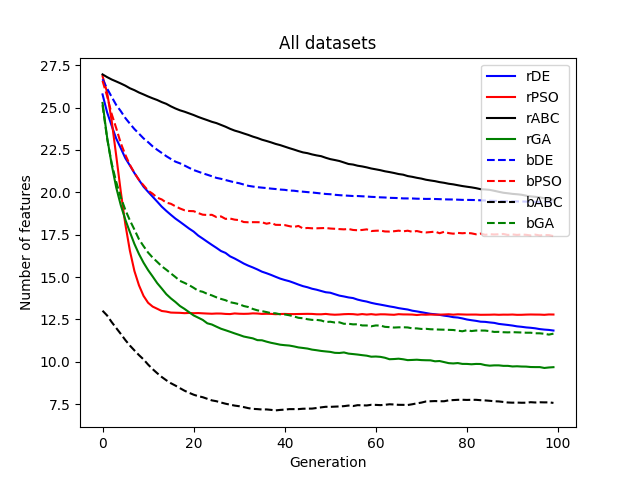 All datasets
Number of features
27.5
25.0
22.5
20.0
17.5
15.0
12.5
10.0
7.5
rDE
rPSO
rABC
rGA
bDE
bPSO
bABC
bGA
0 20 40 60 80 100
Generation